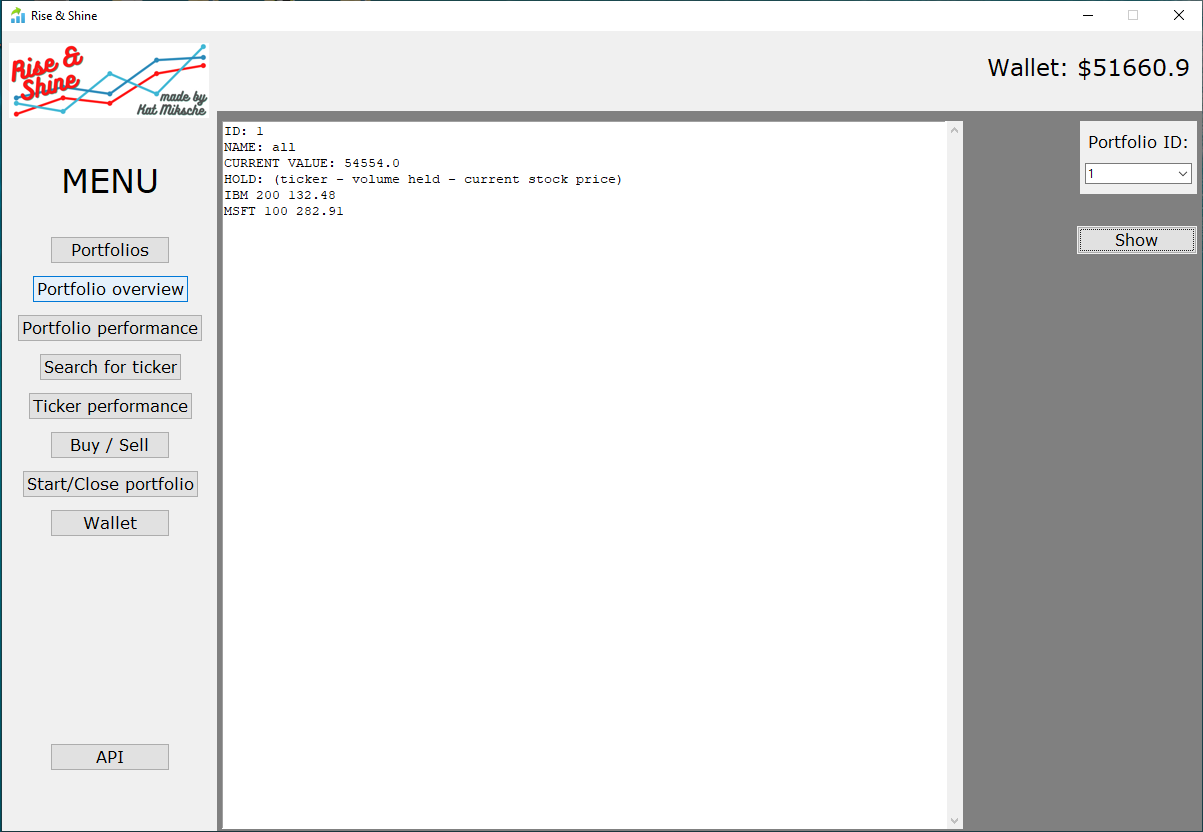 Rise & Shine
Rise &
Shine
made by
Kat Miksche
Wallet: $51660.9
MENU
Portfolios
Portfolio overview
Portfolio performance
Search for ticker
Ticker performance
Buy / Sell
Start/Close portfolio
Wallet
API
ID: 1
NAME: all
CURRENT VALUE: 54554.0
HOLD: (ticker - volume held - current stock price)
IBM 200 132.48
MSFT 100 282.91
Portfolio ID:
1
Show